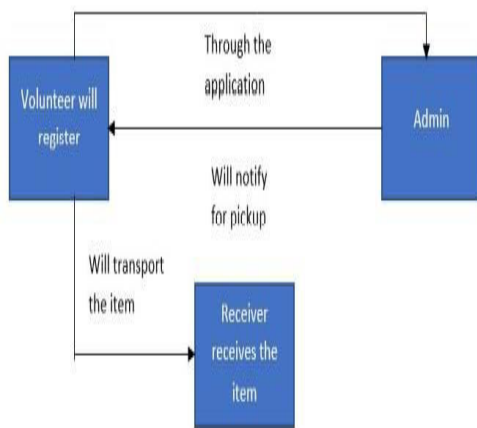 Through the
application
Volunteer will
register
Admin
Will notify
for pickup
Will transport
the item
Receiver
receives the
item